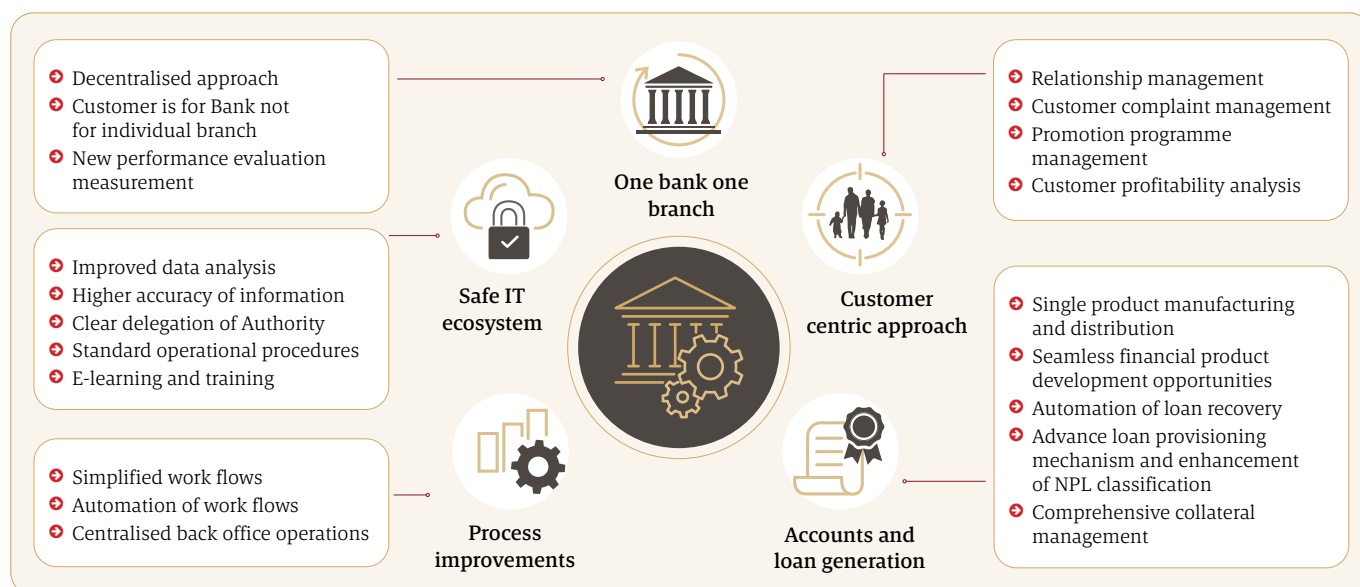 Decentralised approach
Customer is for Bank not
for individual branch
New performance evaluation
measurement
One bank one
branch
Relationship management
Customer complaint management
Promotion programme
management
Customer profitability analysis
Improved data analysis
Higher accuracy of information
Clear delegation of Authority
Standard operational procedures
E-learning and training
Safe IT
ecosystem
Customer
centric approach
Single product manufacturing
and distribution
Seamless financial product
development opportunities
Automation of loan recovery
Advance loan provisioning
mechanism and enhancement
of NPL classification
Comprehensive collateral
management
Simplified work flows
Automation of work flows
Centralised back office operations
Process
improvements
Accounts and
loan generation